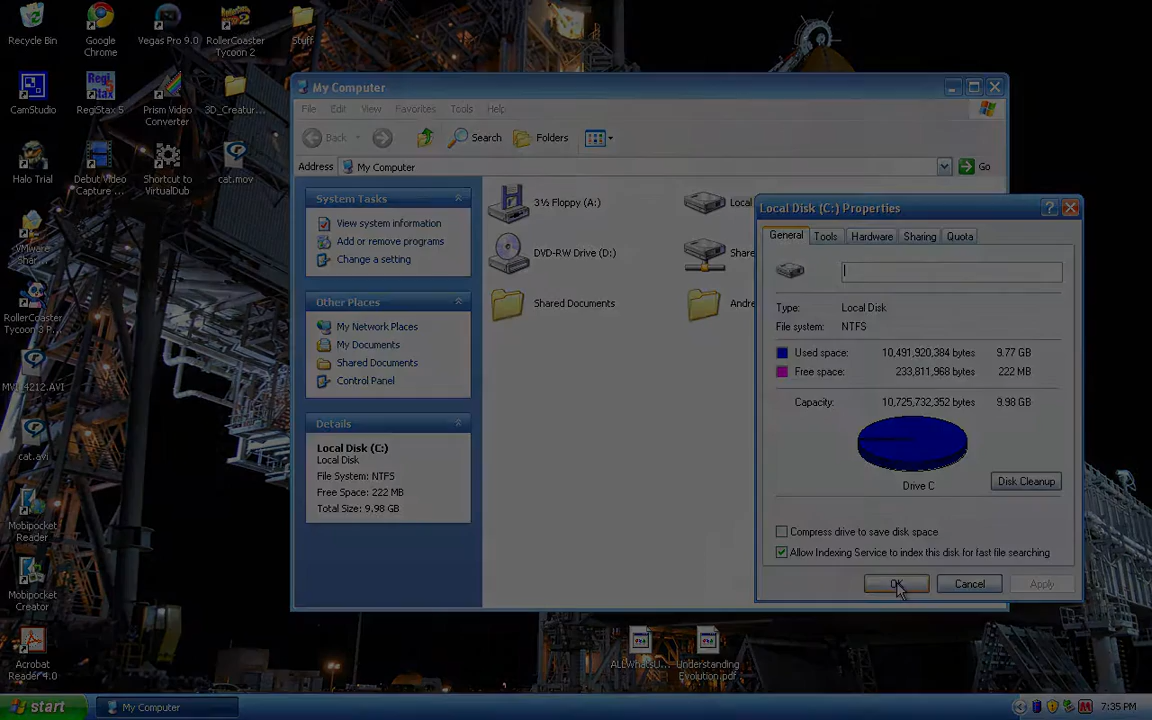 Recycle Bin
Google
Chrome
Vegas Pro 9.0
RollerCoaster
Tycoon 2
Stuff
CamStudio
RegiStax 5
Prism Video
Converter
3D_Creatur...
Halo Trial
Debut Video
Capture ...
Shortcut to
VirtualDub
cat.mov
VMware
Shar...
RollerCoaster
Tycoon 3 P...
cat.avi
Mobipocket
Reader
Mobipocket
Creator
Acrobat
Reader 4.0
Understanding
Evolution.pdf
My Computer
File Edit View Favorites Tools Help
Back Search Folders
Address My Computer Go
System Tasks
View system information
Add or remove programs
Change a setting
Other Places
My Network Places
My Documents
Shared Documents
Control Panel
Details
Local Disk (C:)
Local Disk
File System: NTFS
Free Space: 222 MB
Total Size: 9.98 GB
3½ Floppy (A:)
DVD-RW Drive (D:)
Shared Documents
Local
Share
Andre
Local Disk (C:) Properties
General Tools Hardware Sharing Quota
Type: Local Disk
File system: NTFS
Used space: 10,491,920,384 bytes 9.77 GB
Free space: 233,811,968 bytes 222 MB
Capacity: 10,725,732,352 bytes 9.98 GB
Drive C
Disk Cleanup
Compress drive to save disk space
Allow Indexing Service to index this disk for fast file searching
OK Cancel Apply
start My Computer 7:35 PM